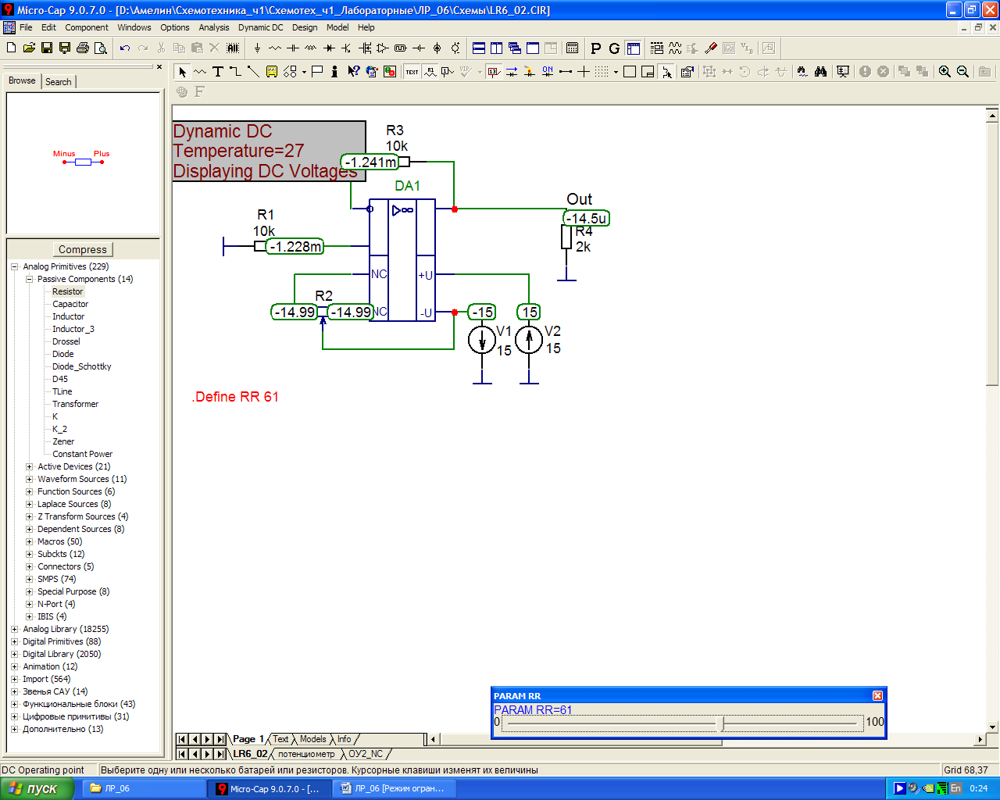 Micro-Cap 9.0.7.0 - [D:\Амелин\Схемотехника_ч1\Схемотех_ч1_Лабораторные\ЛР_06\Схемы\LR6_02.CIR]
File Edit Component Windows Options Analysis Dynamic DC Design Model Help
Browse Search
Minus Plus
Compress
Analog Primitives (229)
Passive Components (14)
Resistor
Capacitor
Inductor
Inductor_3
Drossel
Diode
Diode_Schottky
D45
TLine
Transformer
K
K_2
Zener
Constant Power
Active Devices (21)
Waveform Sources (11)
Function Sources (6)
Laplace Sources (8)
Z Transform Sources (4)
Dependent Sources (8)
Macros (50)
Subckts (12)
Connectors (5)
SMPS (74)
Special Purpose (8)
N-Port (4)
IBIS (4)
Analog Library (18255)
Digital Primitives (88)
Digital Library (2050)
Animation (12)
Import (564)
Звенья САУ (14)
Функциональные блоки (43)
Цифровые примитивы (31)
Дополнительно (13)
Dynamic DC
Temperature=27
Displaying DC Voltages
R3
10k
-1.241m
DA1
Out
-14.5u
R4
2k
R1
10k
-1.228m
NC +U
R2
-14.99 -14.99 NC -U -15 15
V1 V2
15 15
.Define RR 61
PARAM RR
PARAM RR=61
0 100
Page 1 Text Models Info
LR6_02 потенциометр ОУ2_NC
DC Operating point Выберите одну или несколько батарей или резисторов. Курсорные клавиши изменят их величины Grid 68,37
пуск ЛР_06 Micro-Cap 9.0.7.0 - [... ЛР_06 [Режим огран... En 0:24